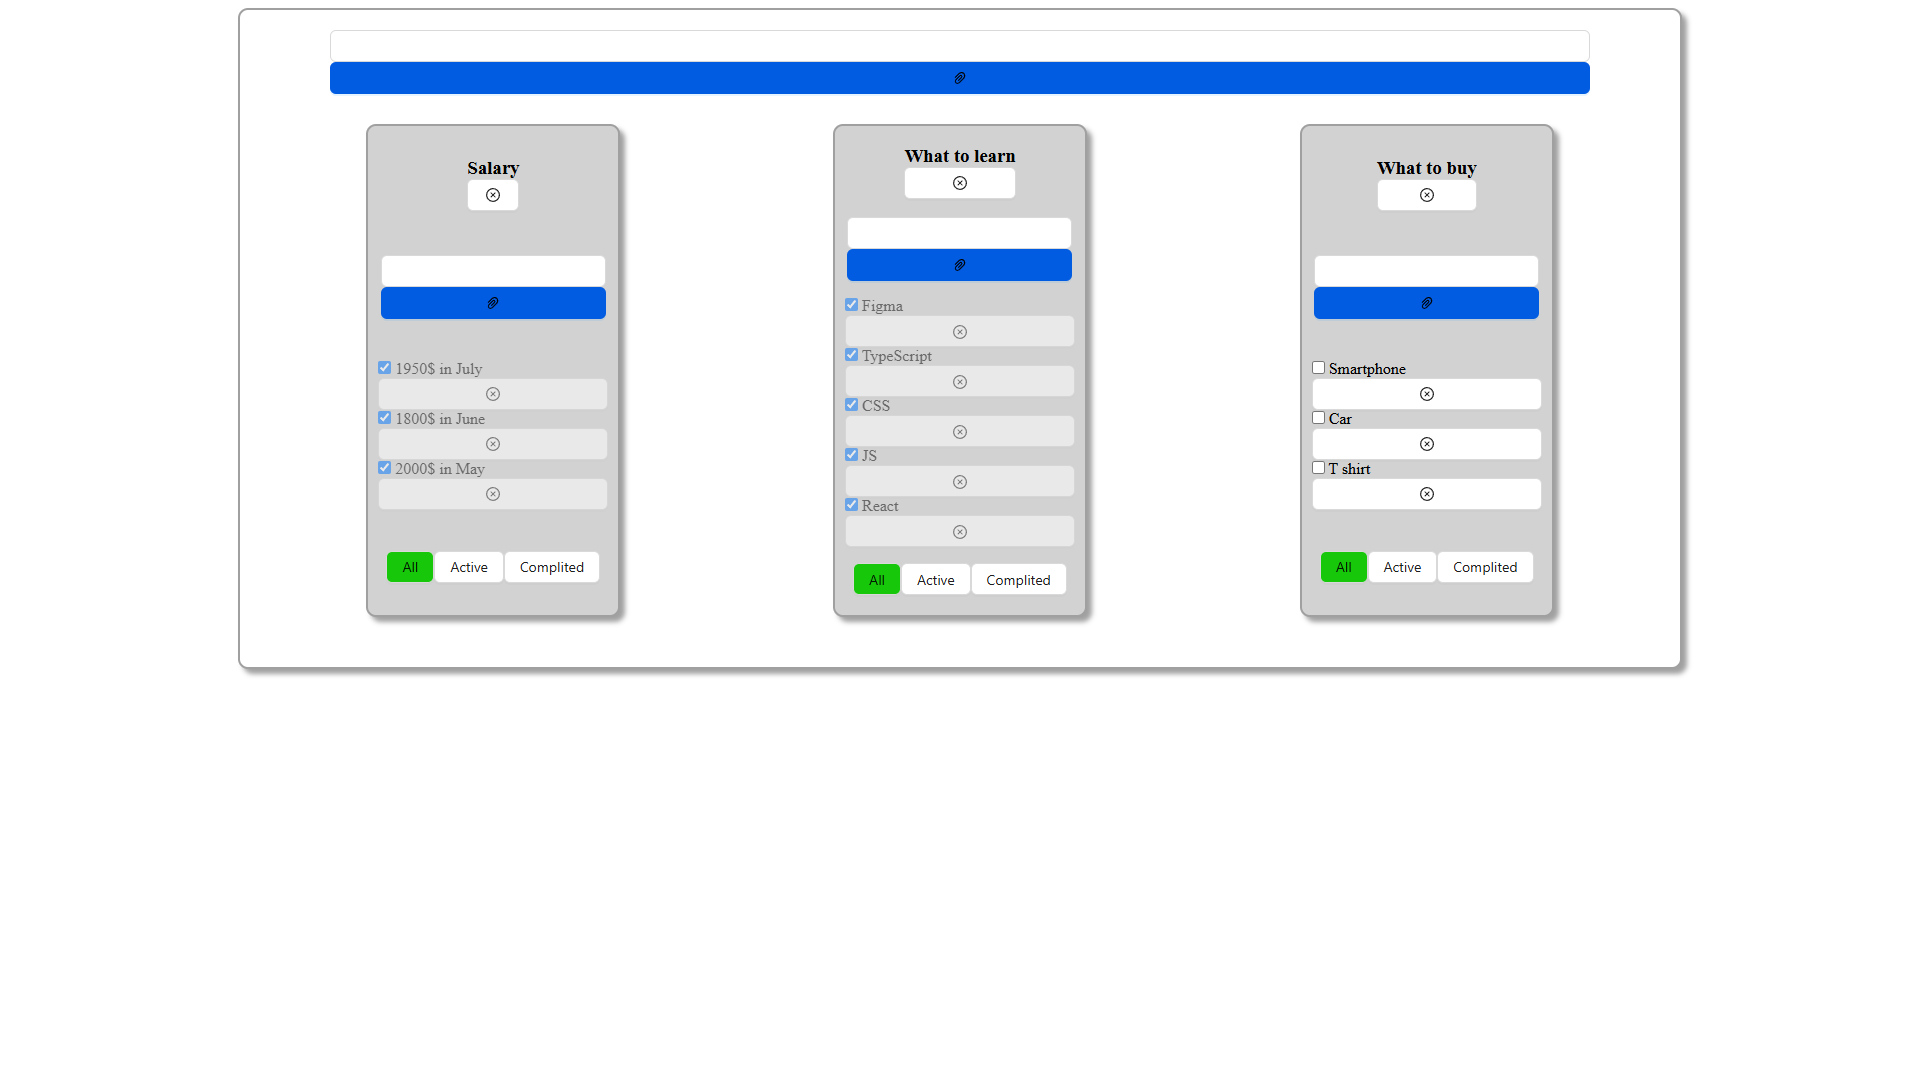 Salary
1950$ in July
1800$ in June
2000$ in May
All Active Complited
What to learn
Figma
TypeScript
CSS
JS
React
All Active Complited
What to buy
Smartphone
Car
T shirt
All Active Complited